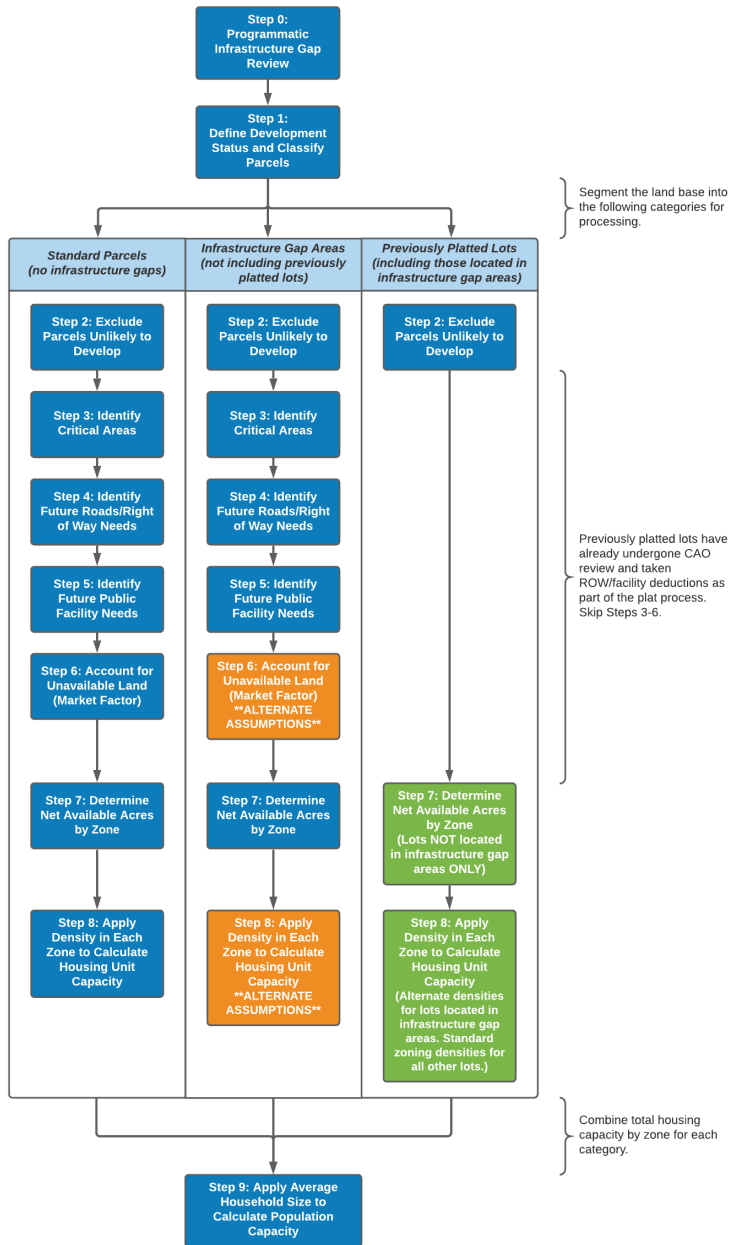 Step 0:
Programmatic
Infrastructure Gap
Review
Step 1:
Define Development
Status and Classify
Parcels
Segment the land base into
the following categories for
processing.
Standard Parcels
(no infrastructure gaps)
Infrastructure Gap Areas
(not including previously
platted lots)
Previously Platted Lots
(including those located in
infrastructure gap areas)
Step 2: Exclude
Parcels Unlikely to
Develop
Step 3: Identify
Critical Areas
Step 4: Identify
Future Roads/Right
of Way Needs
Step 5: Identify
Future Public
Facility Needs
Step 6: Account for
Unavailable Land
(Market Factor)
Step 7: Determine
Net Available Acres
by Zone
Step 8: Apply
Density in Each
Zone to Calculate
Housing Unit
Capacity
Step 2: Exclude
Parcels Unlikely to
Develop
Step 3: Identify
Critical Areas
Step 4: Identify
Future Roads/Right
of Way Needs
Step 5: Identify
Future Public
Facility Needs
Step 6: Account for
Unavailable Land
(Market Factor)
**ALTERNATE
ASSUMPTIONS**
Step 7: Determine
Net Available Acres
by Zone
Step 8: Apply
Density in Each
Zone to Calculate
Housing Unit
Capacity
**ALTERNATE
ASSUMPTIONS**
Step 2: Exclude
Parcels Unlikely to
Develop
Step 7: Determine
Net Available Acres
by Zone
(Lots NOT located
in infrastructure gap
areas ONLY)
Step 8: Apply
Density in Each
Zone to Calculate
Housing Unit
Capacity
(Alternate densities
for lots located in
infrastructure gap
areas. Standard
zoning densities for
all other lots.)
Previously platted lots have
already undergone CAO
review and taken
ROW/facility deductions as
part of the plat process.
Skip Steps 3-6.
Combine total housing
capacity by zone for each
category.
Step 9: Apply Average
Household Size to
Calculate Population
Capacity